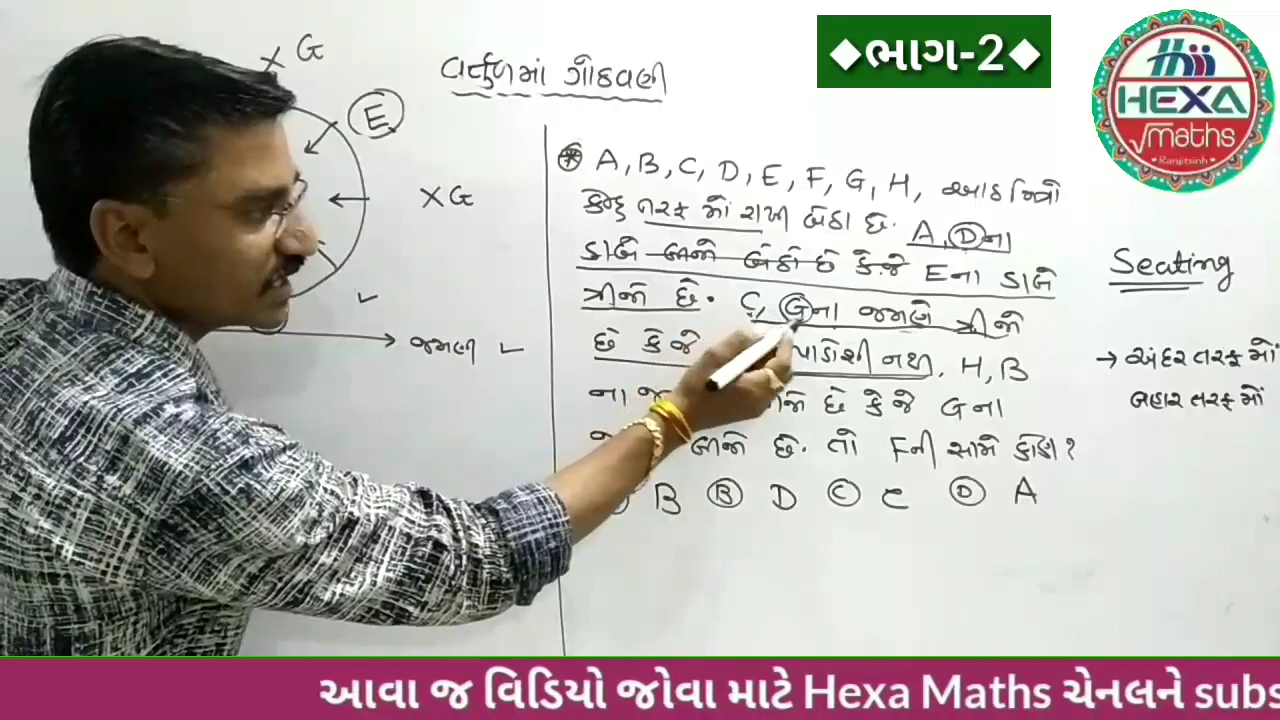 ◆ભાગ-2◆
HEXA
√maths
Ranjitsinh
વર્તુળમાં ગોઠવણી
X G
E
X G
જમણી ✓
✓
A, B, C, D, E, F, G, H, આઠ મિત્રો
કેન્દ્ર તરફ મોં રાખી બેઠા છે. A, D ના
ડાબે બાજો બેઠો છે કે જે E ના ડાબે
ત્રીજો છે. C, G ના જમણે ત્રીજો
છે કે જે પાડોશી નથી, H, B
ના જ છે કે જે G ના
બીજો છે. તો F ની સામે કોણ?
B Ⓑ D Ⓒ C Ⓓ A
Seating
→ અંદર તરફ મોં
બહાર તરફ મોં
આવા જ વિડિયો જોવા માટે Hexa Maths ચેનલને subs